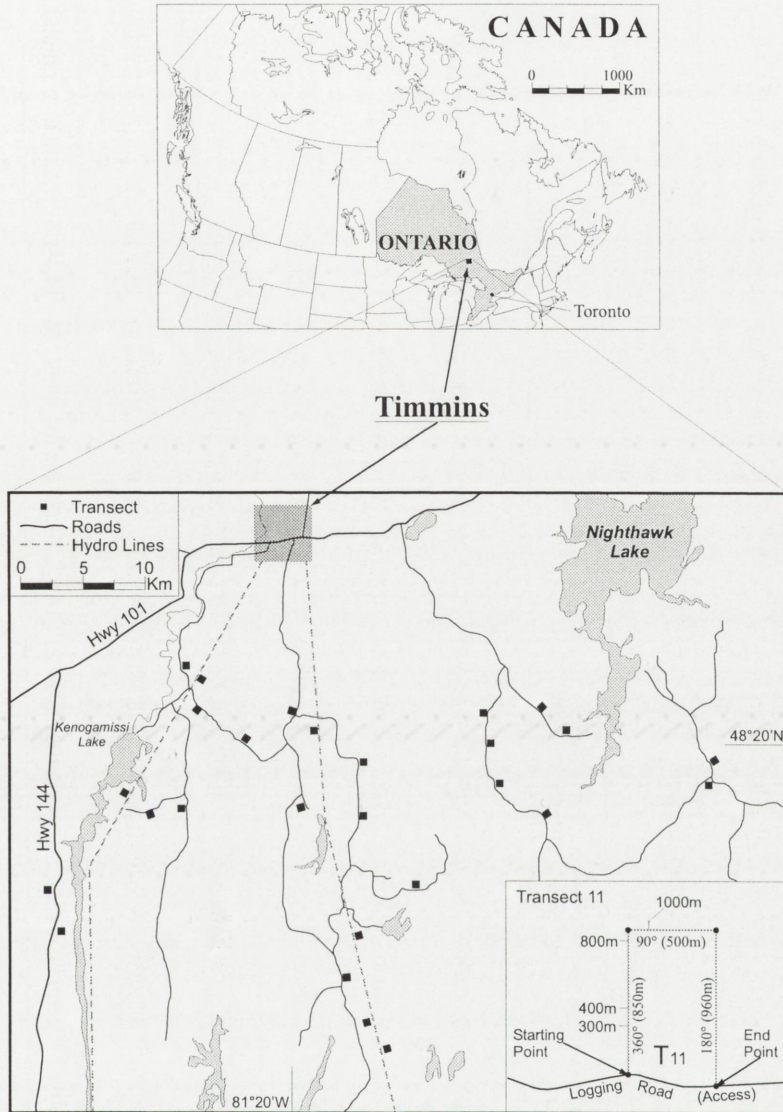 CANADA
0 1000
Km
ONTARIO
Toronto
Timmins
Transect
Roads
Hydro Lines
0 5 10
Km
Nighthawk
Lake
Hwy 101
Kenogamissi
Lake
48°20'N
Hwy 144
Transect 11
1000m
800m
90° (500m)
400m
300m
360° (850m)
180° (960m)
Starting
Point
T11
End
Point
Logging Road (Access)
81°20'W